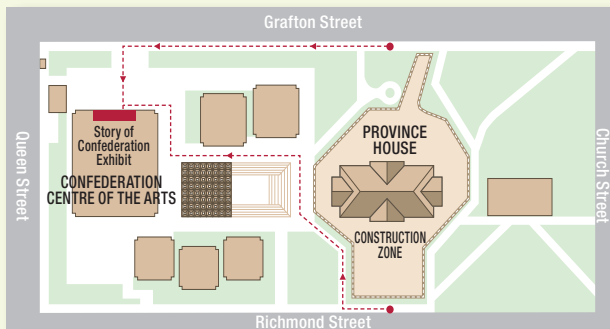 Grafton Street
Queen Street
Story of
Confederation
Exhibit
CONFEDERATION
CENTRE OF THE ARTS
PROVINCE
HOUSE
CONSTRUCTION
ZONE
Church Street
Richmond Street